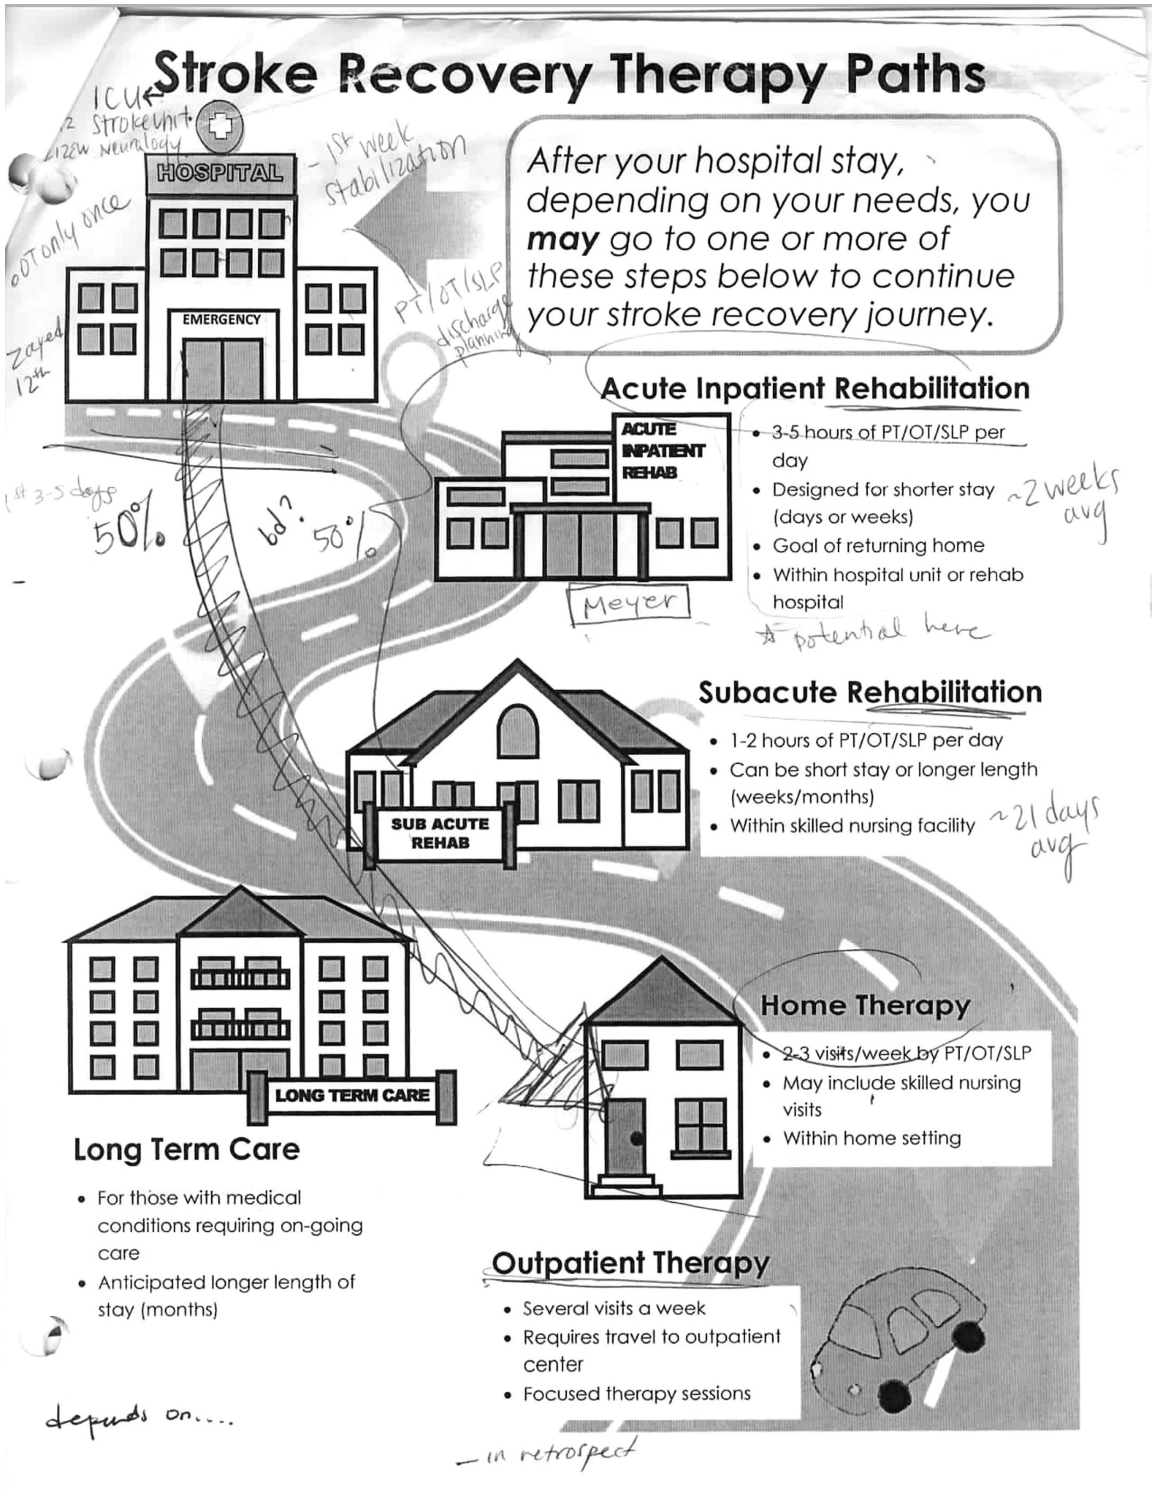 Stroke Recovery Therapy Paths
ICU
Stroke Unit
Neurology
HOSPITAL
EMERGENCY
- 1st week
stabilization
OT only once
Zayed
12th
PT/OT/SLP
discharge
planning
After your hospital stay,
depending on your needs, you
may go to one or more of
these steps below to continue
your stroke recovery journey.
Acute Inpatient Rehabilitation
ACUTE
INPATIENT
REHAB
• 3-5 hours of PT/OT/SLP per
day
• Designed for shorter stay
(days or weeks)
• Goal of returning home
• Within hospital unit or rehab
hospital
~2 weeks
avg
Meyer
☆ potential here
1st 3-5 days
50%
bd?
50%
Subacute Rehabilitation
• 1-2 hours of PT/OT/SLP per day
• Can be short stay or longer length
(weeks/months)
• Within skilled nursing facility
~21 days
avg
SUB ACUTE
REHAB
LONG TERM CARE
Long Term Care
• For those with medical
conditions requiring on-going
care
• Anticipated longer length of
stay (months)
Home Therapy
• 2-3 visits/week by PT/OT/SLP
• May include skilled nursing
visits
• Within home setting
Outpatient Therapy
• Several visits a week
• Requires travel to outpatient
center
• Focused therapy sessions
depends on....
- in retrospect